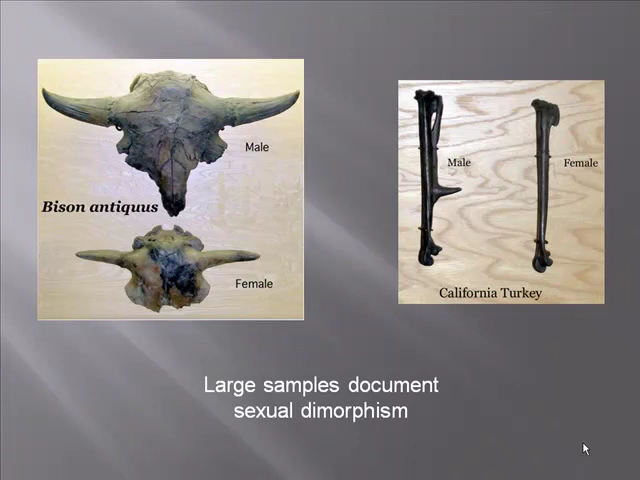 Male
Bison antiquus
Female
Male
Female
California Turkey
Large samples document
sexual dimorphism